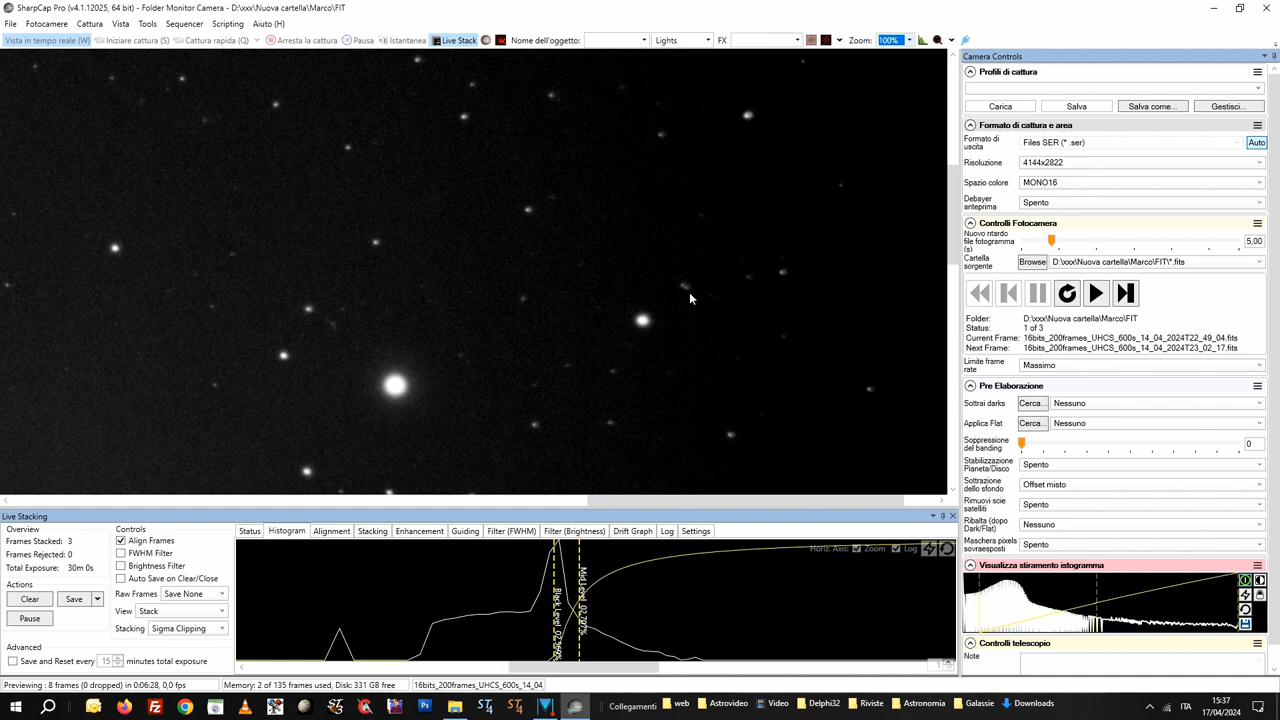 SharpCap Pro (v4.1.12025, 64 bit) - Folder Monitor Camera - D:\xxx\Nuova cartella\Marco\FIT
File Fotocamere Cattura Vista Tools Sequencer Scripting Aiuto (H)
Vista in tempo reale (W) Iniziare cattura (S) Cattura rapida (Q) Arresta la cattura Pausa Istantanea Live Stack Nome dell'oggetto: Lights FX Zoom: 100%
Camera Controls
Profili di cattura
Carica Salva Salva come... Gestisci...
Formato di cattura e area
Formato di uscita Files SER (* .ser) Auto
Risoluzione 4144x2822
Spazio colore MONO16
Debayer anteprima Spento
Controlli Fotocamera
Nuovo ritardo file fotogramma (s) 5,00
Cartella sorgente Browse D:\xxx\Nuova cartella\Marco\FIT\*.fits
Folder:
D:\xxx\Nuova cartella\Marco\FIT
Status:
1 of 3
Current Frame: 16bits_200frames_UHCS_600s_14_04_2024T22_49_04.fits
Next Frame: 16bits_200frames_UHCS_600s_14_04_2024T23_02_17.fits
Limite frame rate Massimo
Pre Elaborazione
Sottrai darks Cerca... Nessuno
Applica Flat Cerca... Nessuno
Soppressione del banding 0
Stabilizzazione Pianeta/Disco Spento
Sottrazione dello sfondo Offset misto
Rimuovi scie satelliti Spento
Ribalta (dopo Dark/Flat) Nessuno
Maschera pixels sovraesposti Spento
Visualizza stiramento istogramma
Controlli telescopio
Note
Live Stacking
Overview
Frames Stacked: 3
Frames Rejected: 0
Total Exposure: 30m 0s
Actions
Clear Save
Pause
Advanced
Save and Reset every 15 minutes total exposure
Controls
Align Frames
FWHM Filter
Brightness Filter
Auto Save on Clear/Close
Raw Frames Save None
View Stack
Stacking Sigma Clipping
Status Histogram Alignment Stacking Enhancement Guiding Filter (FWHM) Filter (Brightness) Drift Graph Log Settings
Horiz. Axis: Zoom Log
Black Level
Mid Level
Previewing : 8 frames (0 dropped) in 0:06:28, 0,0 fps Memory: 2 of 135 frames used, Disk: 331 GB free 16bits_200frames_UHCS_600s_14_04
Collegamenti web Astrovideo Video Delphi32 Riviste Astronomia Galassie Downloads
ITA
15:37
17/04/2024